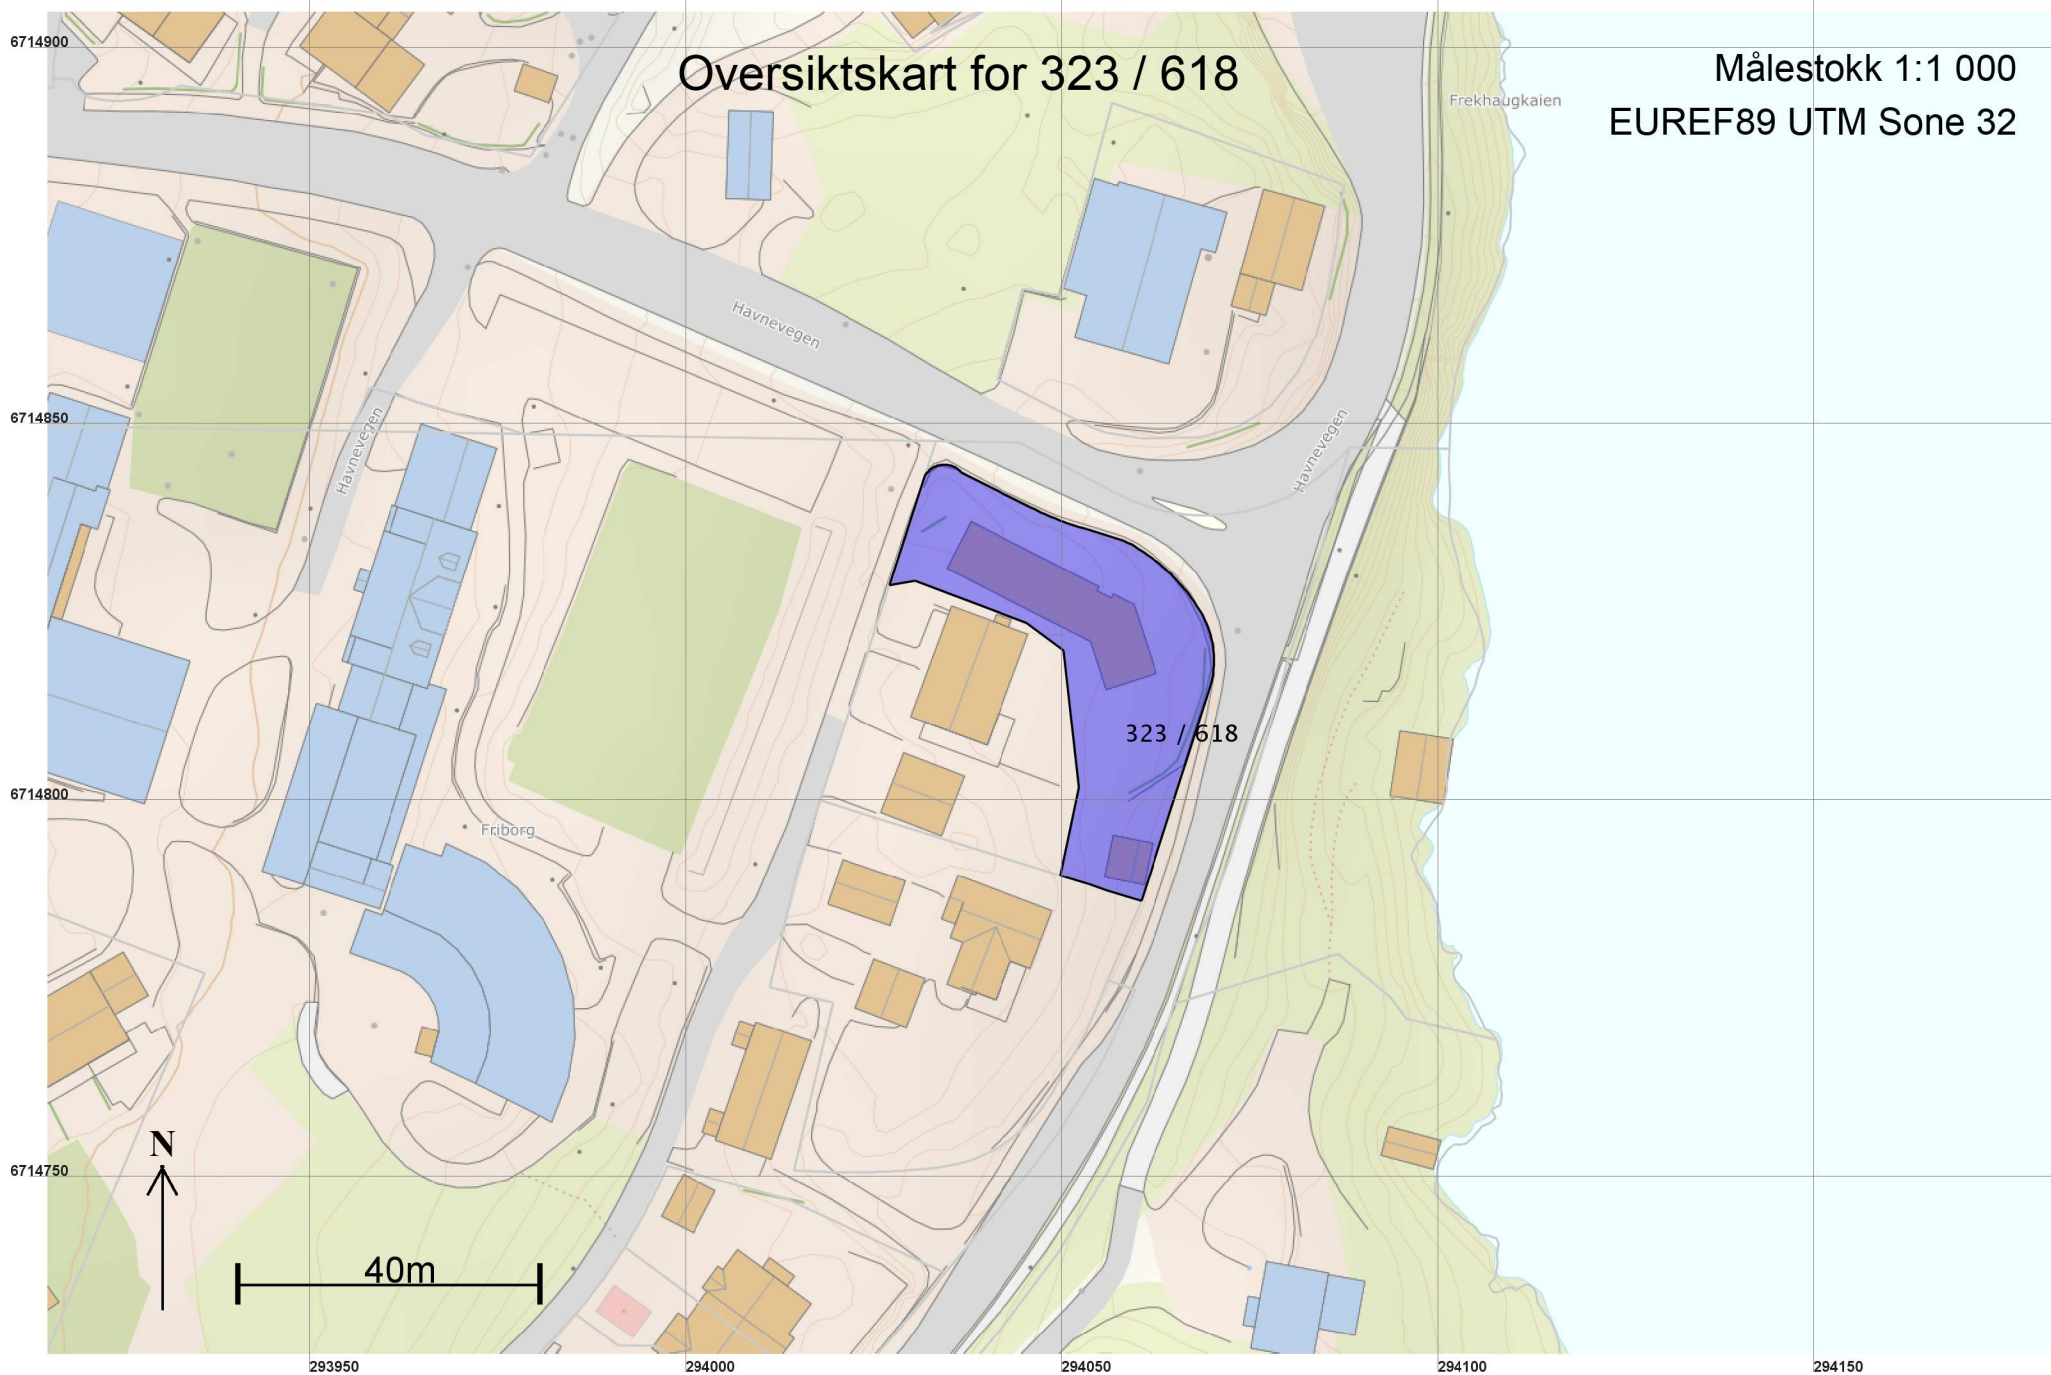 6714900
Oversiktskart for 323 / 618
Målestokk 1:1 000
EUREF89 UTM Sone 32
Frekhaugkaien
Havnevegen
6714850
Havnevegen
Havnevegen
323 / 618
6714800
Friborg
N
6714750
40m
293950
294000
294050
294100
294150